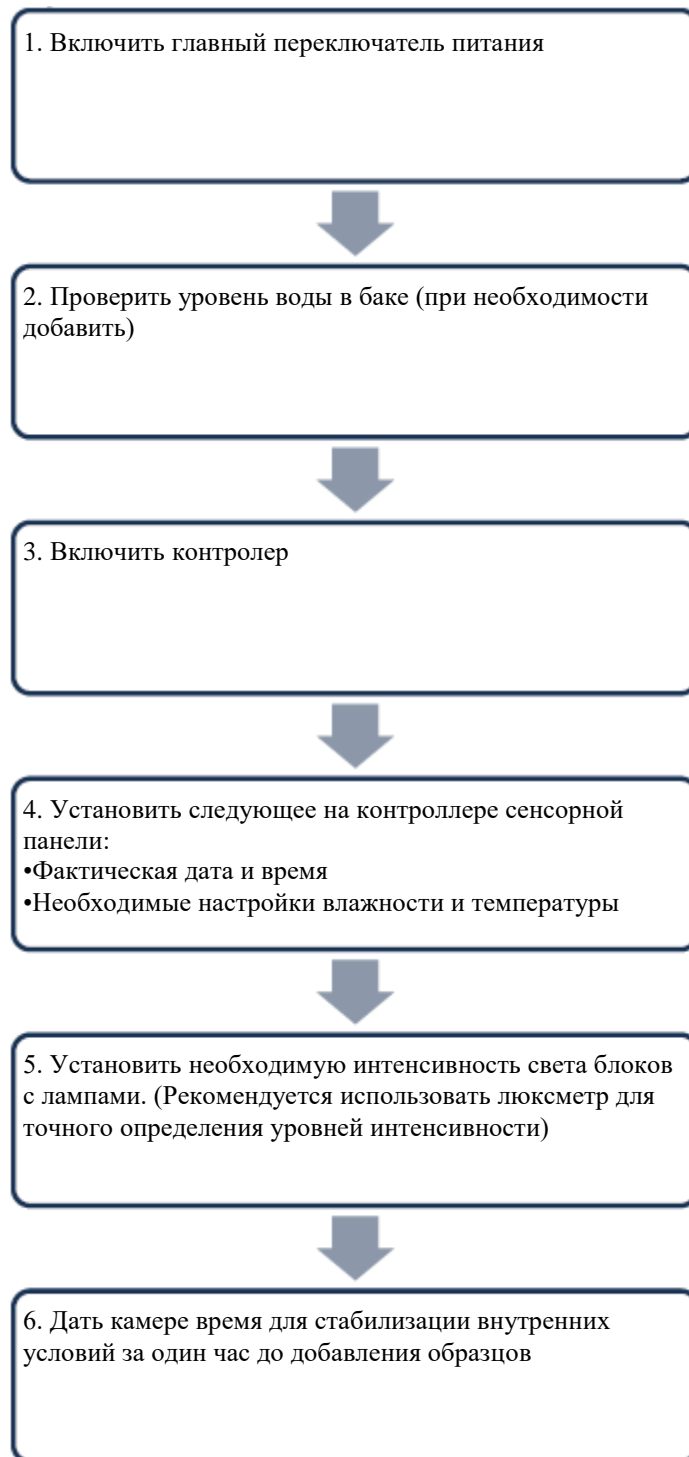 1. Включить главный переключатель питания
2. Проверить уровень воды в баке (при необходимости
добавить)
3. Включить контролер
4. Установить следующее на контроллере сенсорной
панели:
•Фактическая дата и время
•Необходимые настройки влажности и температуры
5. Установить необходимую интенсивность света блоков
с лампами. (Рекомендуется использовать люксметр для
точного определения уровней интенсивности)
6. Дать камере время для стабилизации внутренних
условий за один час до добавления образцов